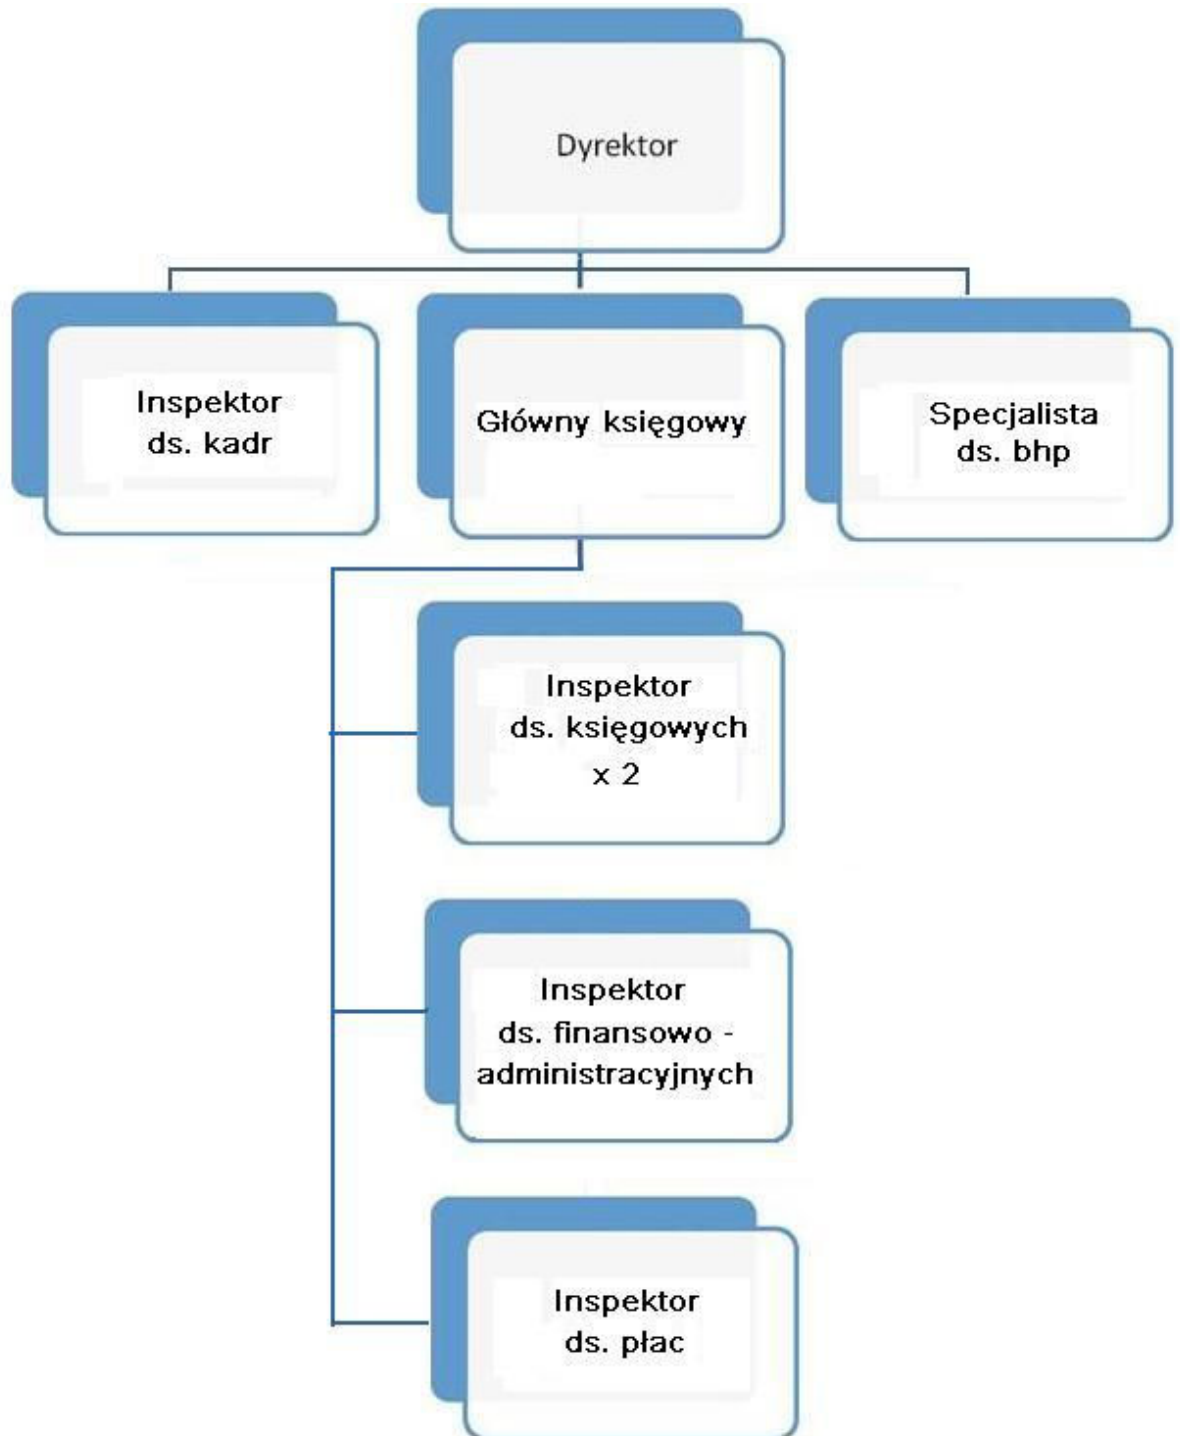 Dyrektor
Inspektor
ds. kadr
Główny księgowy
Specjalista
ds. bhp
Inspektor
ds. księgowych
x 2
Inspektor
ds. finansowo -
administracyjnych
Inspektor
ds. płac